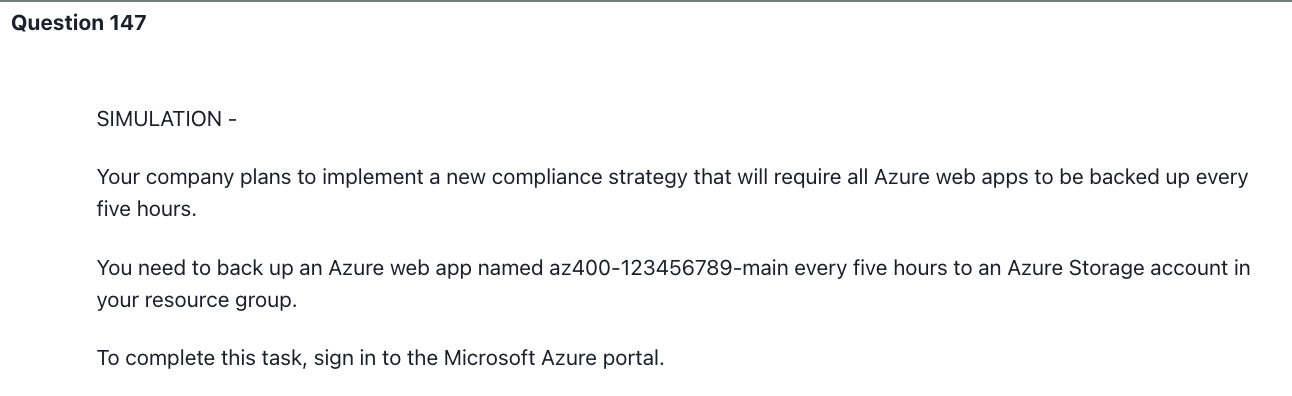 Question 147
SIMULATION -
Your company plans to implement a new compliance strategy that will require all Azure web apps to be backed up every
five hours.
You need to back up an Azure web app named az400-123456789-main every five hours to an Azure Storage account in
your resource group.
To complete this task, sign in to the Microsoft Azure portal.